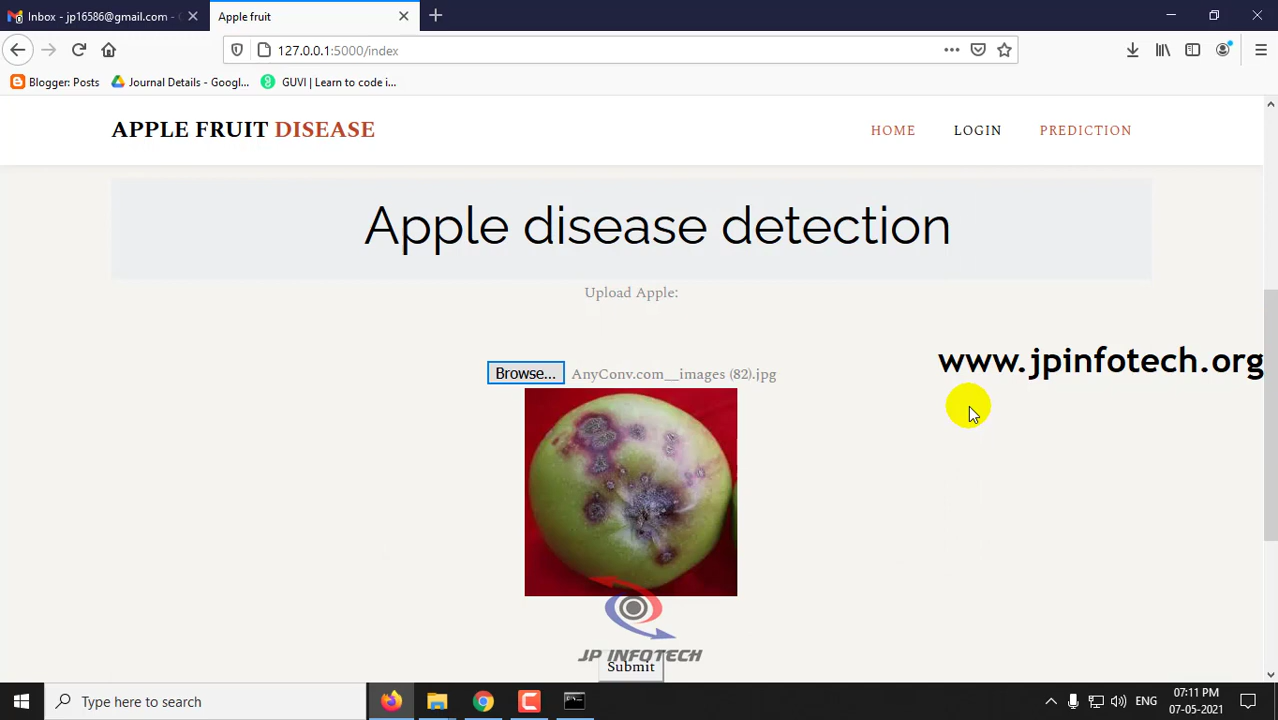 Inbox - jp16586@gmail.com -
Apple fruit
127.0.0.1:5000/index
Blogger: Posts
Journal Details - Googl...
GUVI | Learn to code i...
APPLE FRUIT DISEASE
HOME
LOGIN
PREDICTION
Apple disease detection
Upload Apple:
www.jpinfotech.org
Browse...
AnyConv.com__images (82).jpg
JP INFOTECH
Submit
Type here to search
ENG
07:11 PM
07-05-2021